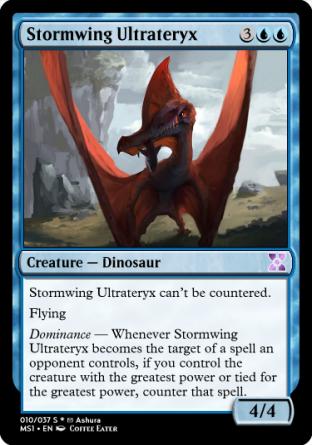 Stormwing Ultrateryx 3
Creature — Dinosaur
Stormwing Ultrateryx can't be countered.
Flying
Dominance — Whenever Stormwing
Ultrateryx becomes the target of a spell an
opponent controls, if you control the
creature with the greatest power or tied for
the greatest power, counter that spell.
4/4
010/037 S * Ashura
MS1 • EN Coffee Eater